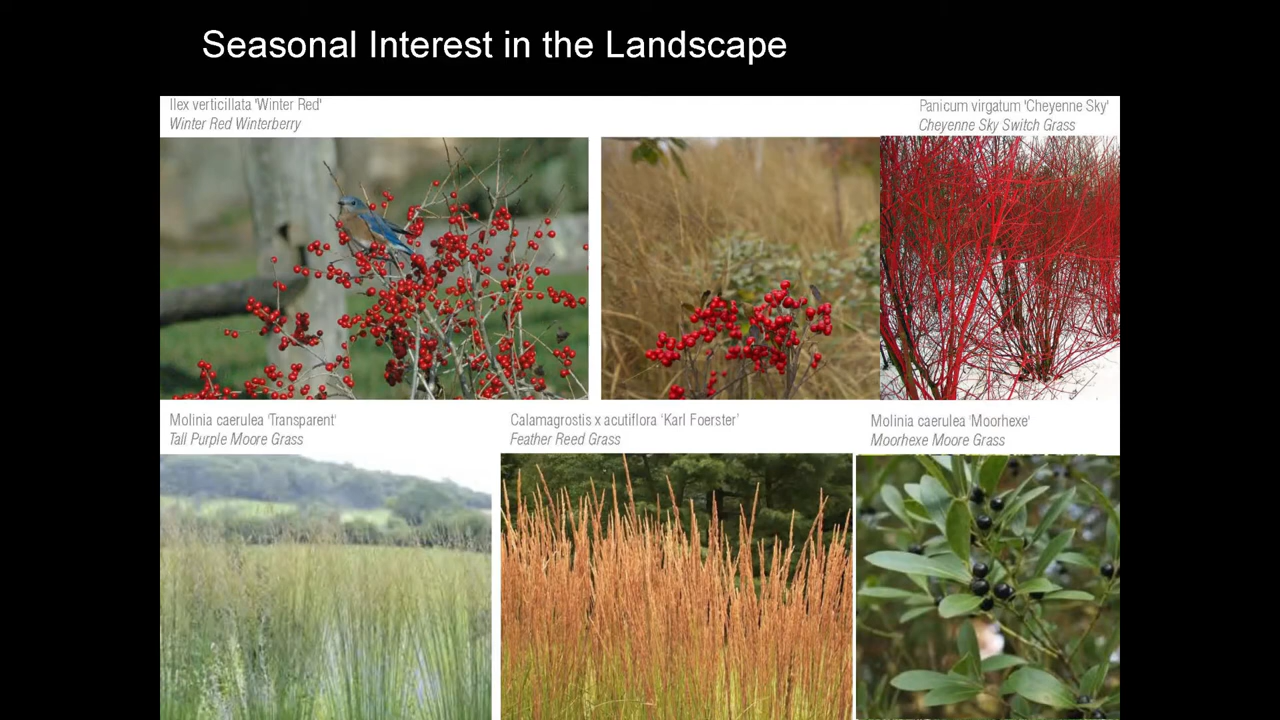 Seasonal Interest in the Landscape
Ilex verticillata 'Winter Red'
Winter Red Winterberry
Panicum virgatum 'Cheyenne Sky'
Cheyenne Sky Switch Grass
Molinia caerulea 'Transparent'
Tall Purple Moore Grass
Calamagrostis x acutiflora ‘Karl Foerster’
Feather Reed Grass
Molinia caerulea 'Moorhexe'
Moorhexe Moore Grass